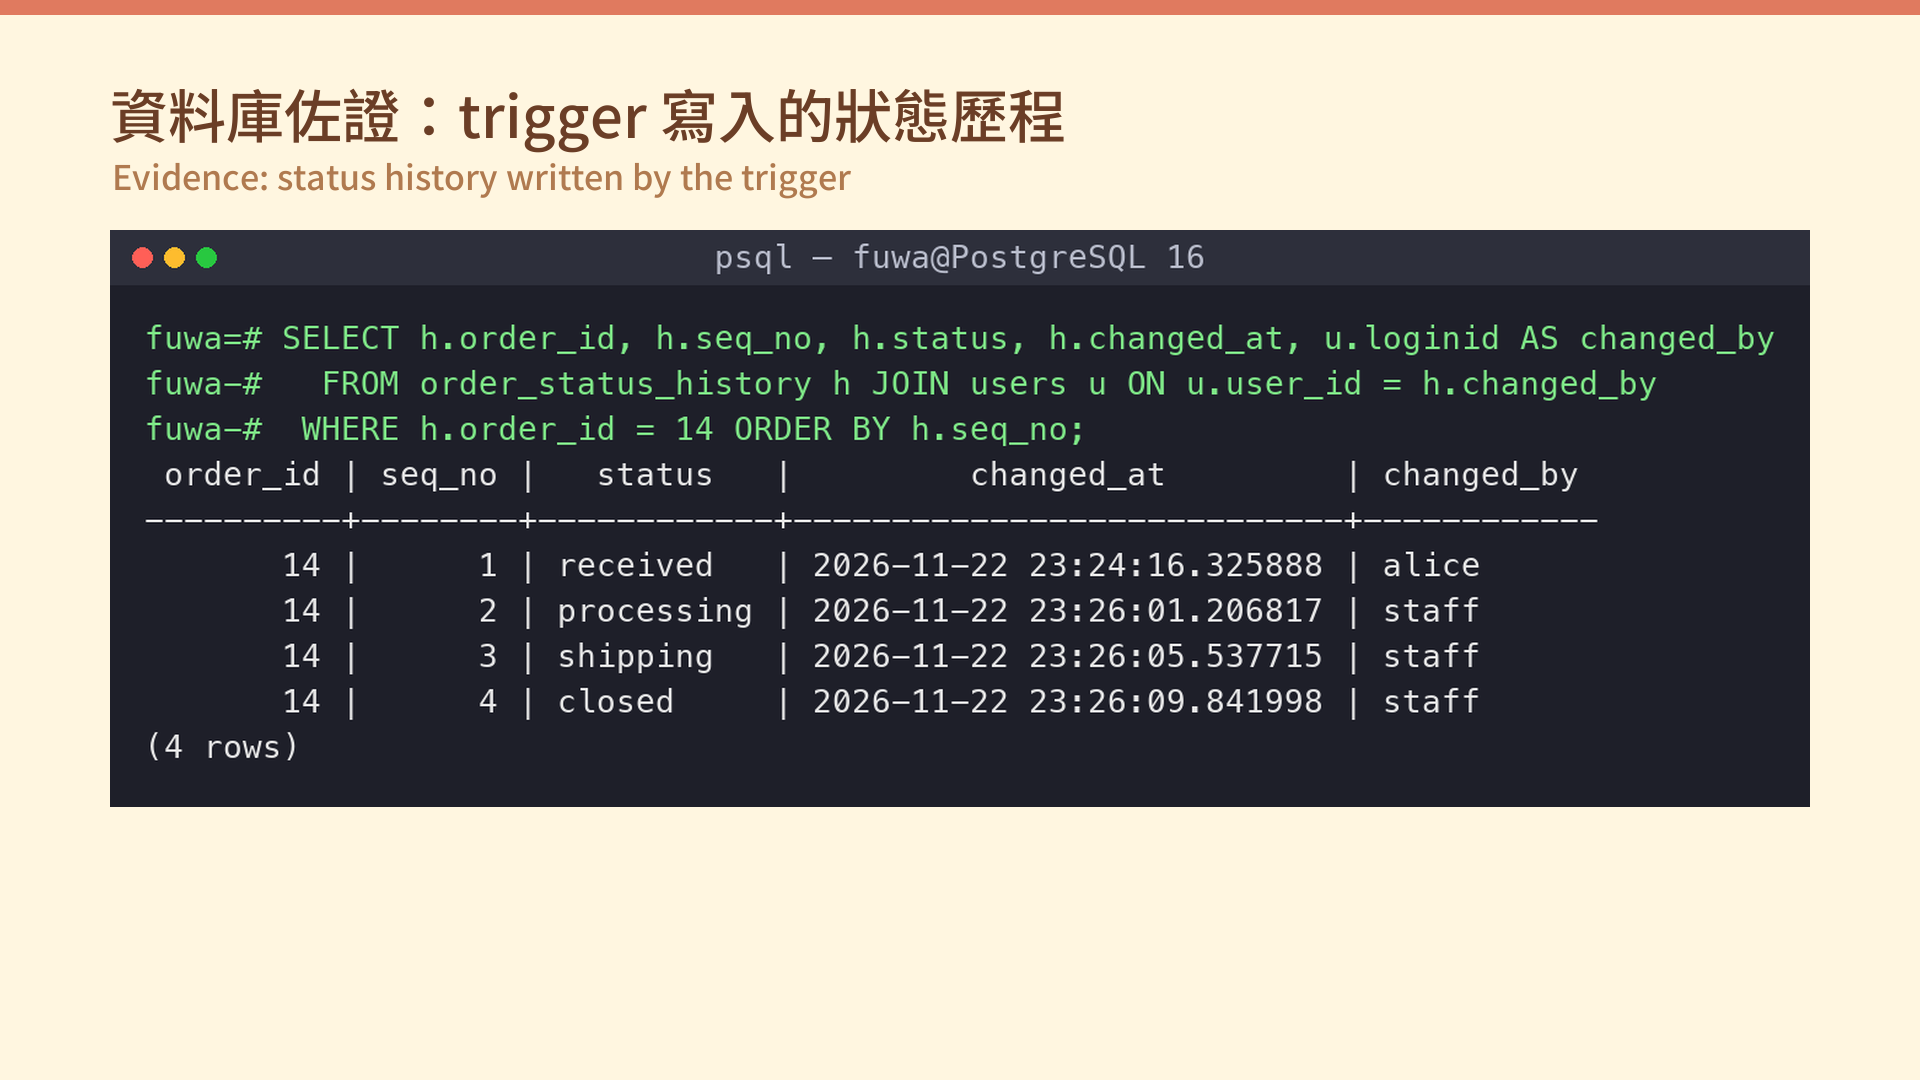 資料庫佐證：trigger 寫入的狀態歷程
Evidence: status history written by the trigger
psql — fuwa@PostgreSQL 16
fuwa=# SELECT h.order_id, h.seq_no, h.status, h.changed_at, u.loginid AS changed_by
fuwa-#   FROM order_status_history h JOIN users u ON u.user_id = h.changed_by
fuwa-#  WHERE h.order_id = 14 ORDER BY h.seq_no;
 order_id | seq_no |   status   |         changed_at         | changed_by
----------+--------+------------+----------------------------+------------
       14 |      1 | received   | 2026-11-22 23:24:16.325888 | alice
       14 |      2 | processing | 2026-11-22 23:26:01.206817 | staff
       14 |      3 | shipping   | 2026-11-22 23:26:05.537715 | staff
       14 |      4 | closed     | 2026-11-22 23:26:09.841998 | staff
(4 rows)